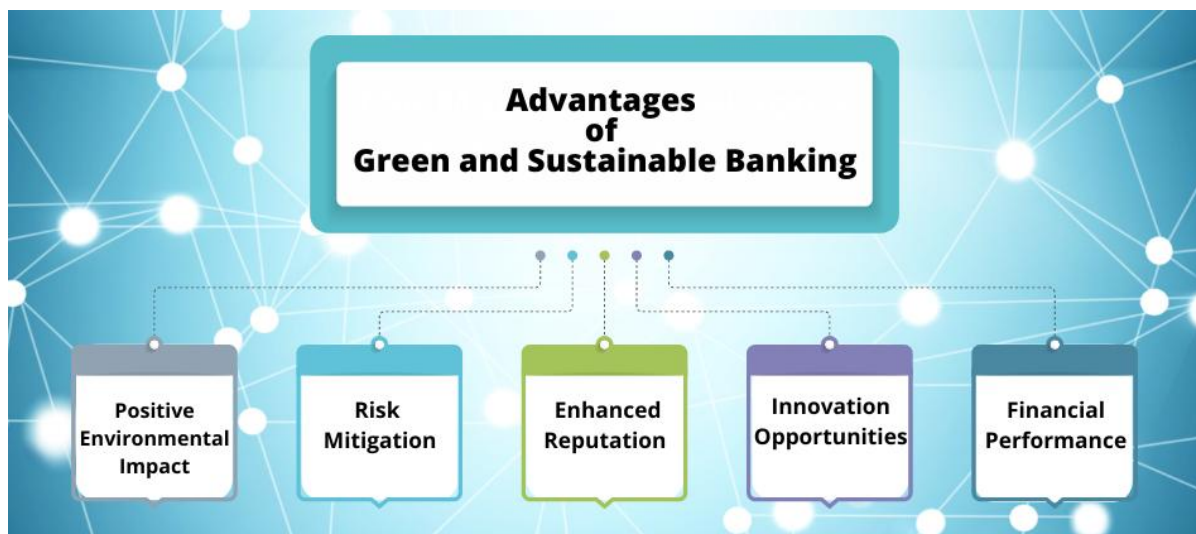 Advantages
of
Green and Sustainable Banking
Positive
Environmental
Impact
Risk
Mitigation
Enhanced
Reputation
Innovation
Opportunities
Financial
Performance